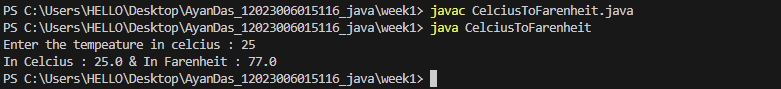 PS C:\Users\HELLO\Desktop\AyanDas_12023006015116_java\week1> javac CelciusToFarenheit.java
PS C:\Users\HELLO\Desktop\AyanDas_12023006015116_java\week1> java CelciusToFarenheit
Enter the tempeature in celcius : 25
In Celcius : 25.0 & In Farenheit : 77.0
PS C:\Users\HELLO\Desktop\AyanDas_12023006015116_java\week1>